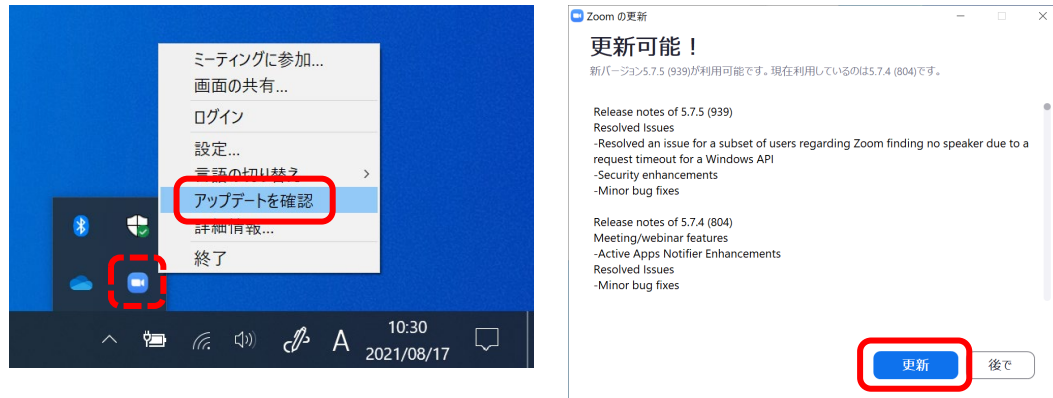 ミーティングに参加...
画面の共有...
ログイン
設定...
言語の切り替え
アップデートを確認
詳細情報...
終了
A
10:30
2021/08/17
Zoom の更新
更新可能！
新バージョン5.7.5 (939)が利用可能です。現在利用しているのは5.7.4 (804)です。
Release notes of 5.7.5 (939)
Resolved Issues
-Resolved an issue for a subset of users regarding Zoom finding no speaker due to a
request timeout for a Windows API
-Security enhancements
-Minor bug fixes
Release notes of 5.7.4 (804)
Meeting/webinar features
-Active Apps Notifier Enhancements
Resolved Issues
-Minor bug fixes
更新
後で